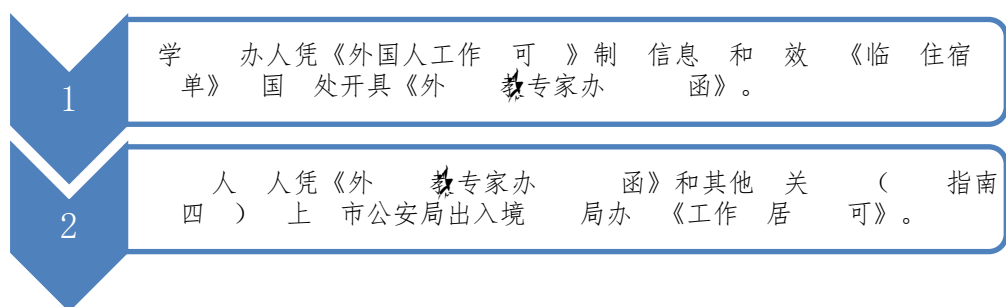 1
学 办人凭《外国人工作 可 》制 信息 和 效 《临 住宿
单》 国 处开具《外 教专家办 函》。
2
人 人凭《外 教专家办 函》和其他 关 ( 指南
四 ) 上 市公安局出入境 局办 《工作 居 可》。